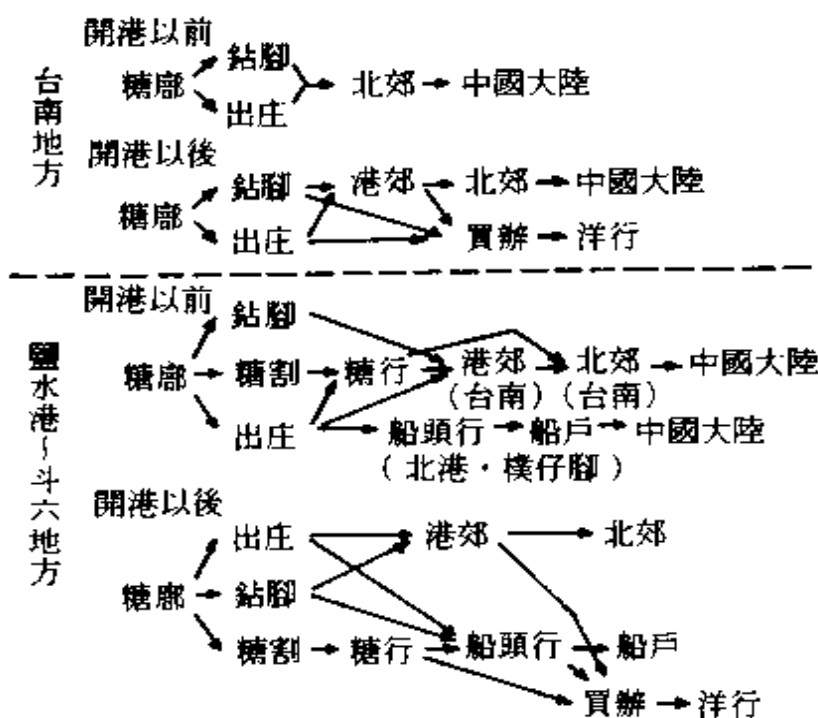 台南地方
開港以前
糖廍 鉆腳 出庄 北郊 中國大陸
開港以後
糖廍 鉆腳 出庄 港郊 北郊 中國大陸
買辦 洋行
鹽水港~斗六地方
開港以前
鉆腳
糖廍 糖割 糖行 港郊 北郊 中國大陸
(台南) (台南)
出庄 船頭行 船戶 中國大陸
(北港・樸仔腳)
開港以後
出庄 港郊 北郊
糖廍 鉆腳
糖割 糖行 船頭行 船戶
買辦 洋行